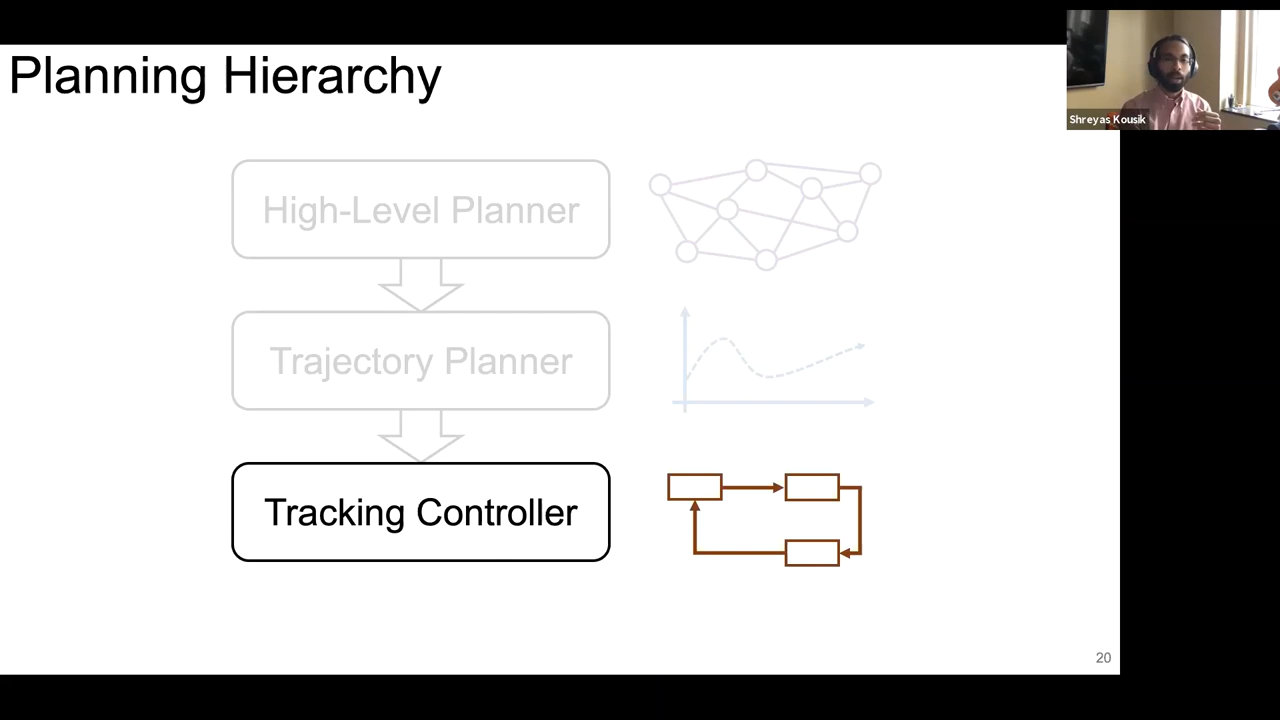 Planning Hierarchy
Shreyas Kousik
High-Level Planner
Trajectory Planner
Tracking Controller
20